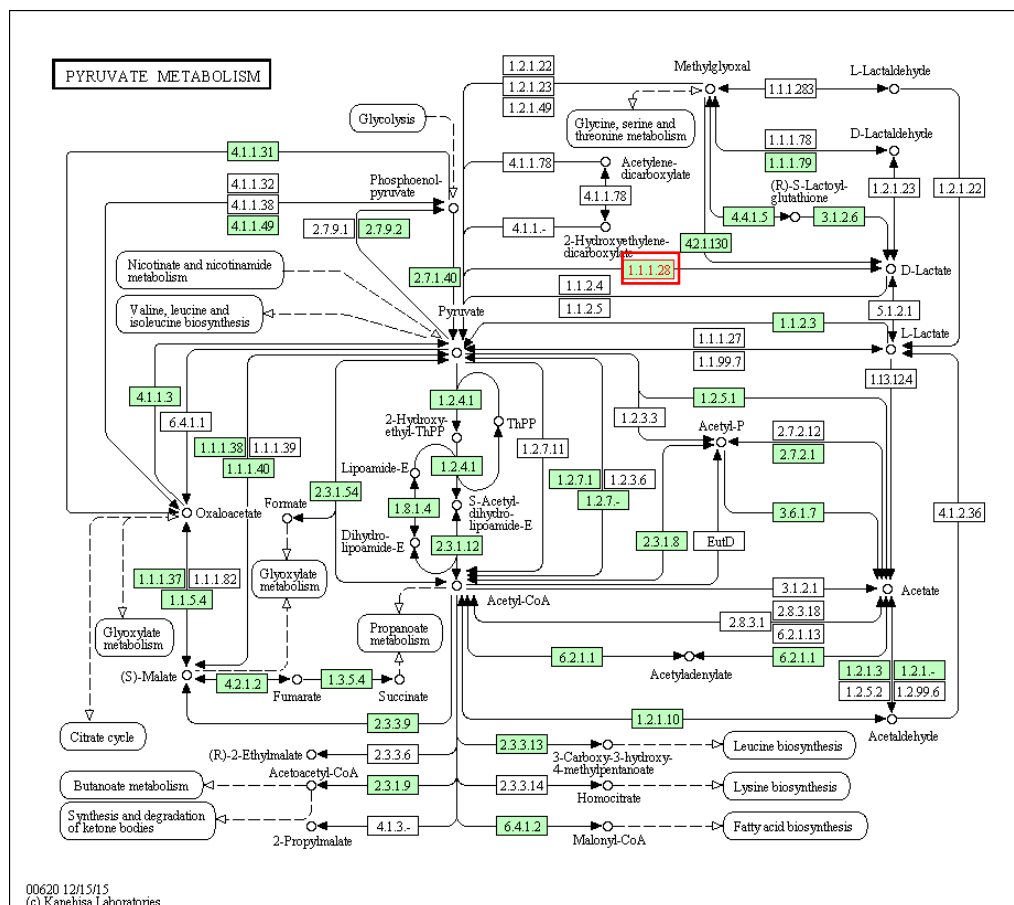 PYRUVATE METABOLISM
1.2.1.22
1.2.1.23
1.2.1.49
Methylglyoxal
1.1.1.283
L-Lactaldehyde
Glycolysis
Glycine, serine and
threonine metabolism
4.1.1.31
4.1.1.32
4.1.1.38
4.1.1.49
Phosphoenol-
pyruvate
4.1.1.78
Acetylene-
dicarboxylate
4.1.1.78
1.1.1.78
1.1.1.79
D-Lactaldehyde
(R)-S-Lactoyl-
glutathione
1.2.1.23
1.2.1.22
2.7.9.1
2.7.9.2
4.1.1.-
2-Hydroxyethylene-
dicarboxylate
4.4.1.5
3.1.2.6
4.2.1.130
Nicotinate and nicotinamide
metabolism
2.7.1.40
1.1.1.28
D-Lactate
1.1.2.4
1.1.2.5
Valine, leucine and
isoleucine biosynthesis
Pyruvate
5.1.2.1
1.1.2.3
L-Lactate
1.1.1.27
1.1.99.7
1.13.12.4
4.1.1.3
6.4.1.1
1.2.4.1
1.2.5.1
2-Hydroxy-
ethyl-ThPP
ThPP
1.2.3.3
Acetyl-P
1.1.1.38
1.1.1.39
1.1.1.40
1.2.7.11
2.7.2.12
2.7.2.1
Lipoamide-E
1.2.4.1
1.2.7.1
1.2.3.6
1.2.7.-
2.3.1.54
Formate
Oxaloacetate
1.8.1.4
S-Acetyl-
dihydro-
lipoamide-E
3.6.1.7
4.1.2.36
Dihydro-
lipoamide-E
2.3.1.12
2.3.1.8
EutD
1.1.1.37
1.1.1.82
1.1.5.4
Glyoxylate
metabolism
Acetyl-CoA
3.1.2.1
Acetate
Glyoxylate
metabolism
Propanoate
metabolism
2.8.3.1
2.8.3.18
6.2.1.13
6.2.1.1
Acetyladenylate
6.2.1.1
(S)-Malate
4.2.1.2
Fumarate
1.3.5.4
Succinate
1.2.1.3
1.2.1.-
1.2.5.2
1.2.99.6
2.3.3.9
1.2.1.10
Acetaldehyde
Citrate cycle
(R)-2-Ethylmalate
2.3.3.6
2.3.3.13
3-Carboxy-3-hydroxy-
4-methylpentanoate
Leucine biosynthesis
Butanoate metabolism
Acetoacetyl-CoA
2.3.1.9
2.3.3.14
Homocitrate
Lysine biosynthesis
Synthesis and degradation
of ketone bodies
2-Propylmalate
4.1.3.-
6.4.1.2
Malonyl-CoA
Fatty acid biosynthesis
00620 12/15/15
(c) Kanehisa Laboratories